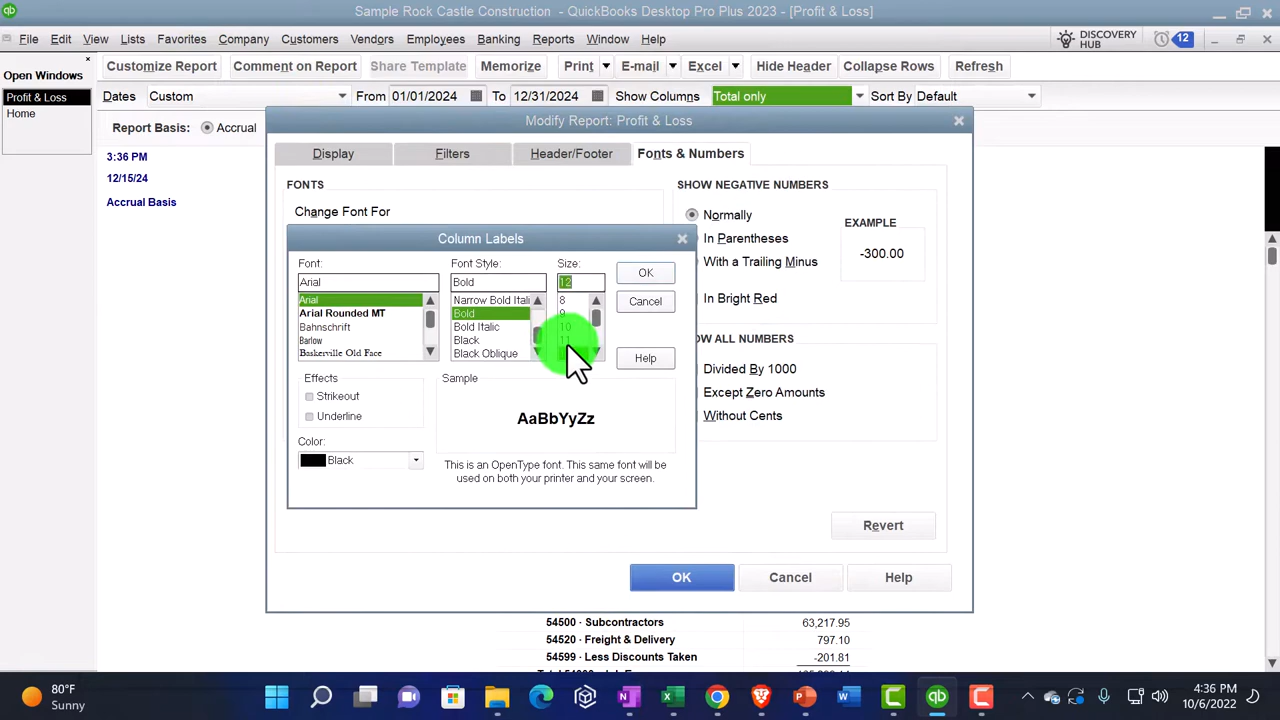 Sample Rock Castle Construction - QuickBooks Desktop Pro Plus 2023 - [Profit & Loss]
File Edit View Lists Favorites Company Customers Vendors Employees Banking Reports Window Help
DISCOVERY HUB 12
Open Windows
Profit & Loss
Home
Customize Report Comment on Report Share Template Memorize Print E-mail Excel Hide Header Collapse Rows Refresh
Dates Custom From 01/01/2024 To 12/31/2024 Show Columns Total only Sort By Default
Report Basis: Accrual
3:36 PM
12/15/24
Accrual Basis
Modify Report: Profit & Loss
Display Filters Header/Footer Fonts & Numbers
FONTS
Change Font For
SHOW NEGATIVE NUMBERS
Normally
In Parentheses
With a Trailing Minus
In Bright Red
EXAMPLE
-300.00
OW ALL NUMBERS
Divided By 1000
Except Zero Amounts
Without Cents
Revert
OK Cancel Help
Column Labels
Font: Font Style: Size:
Arial Bold 12
OK
Cancel
Help
Arial
Arial Rounded MT
Bahnschrift
Barlow
Baskerville Old Face
Narrow Bold Itali
Bold
Bold Italic
Black
Black Oblique
8
9
10
11
Effects
Strikeout
Underline
Color:
Black
Sample
AaBbYyZz
This is an OpenType font. This same font will be
used on both your printer and your screen.
54500 · Subcontractors 63,217.95
54520 · Freight & Delivery 797.10
54599 · Less Discounts Taken -201.81
80°F
Sunny
4:36 PM
10/6/2022